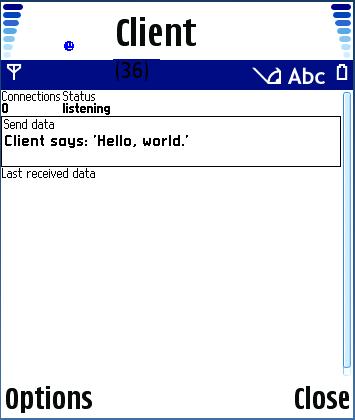 Client
(36)
Abc
Connections Status
0 listening
Send data
Client says: 'Hello, world.'
Last received data
Options Close